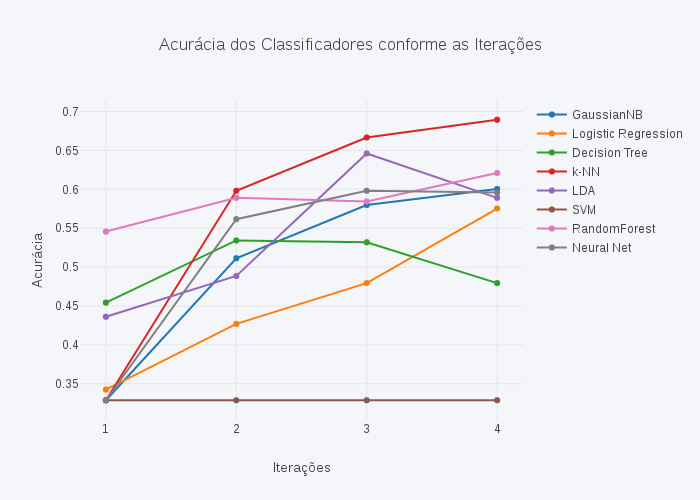 Acurácia dos Classificadores conforme as Iterações
0.7
0.65
0.6
0.55
0.5
0.45
0.4
0.35
Acurácia
1 2 3 4
Iterações
GaussianNB
Logistic Regression
Decision Tree
k-NN
LDA
SVM
RandomForest
Neural Net